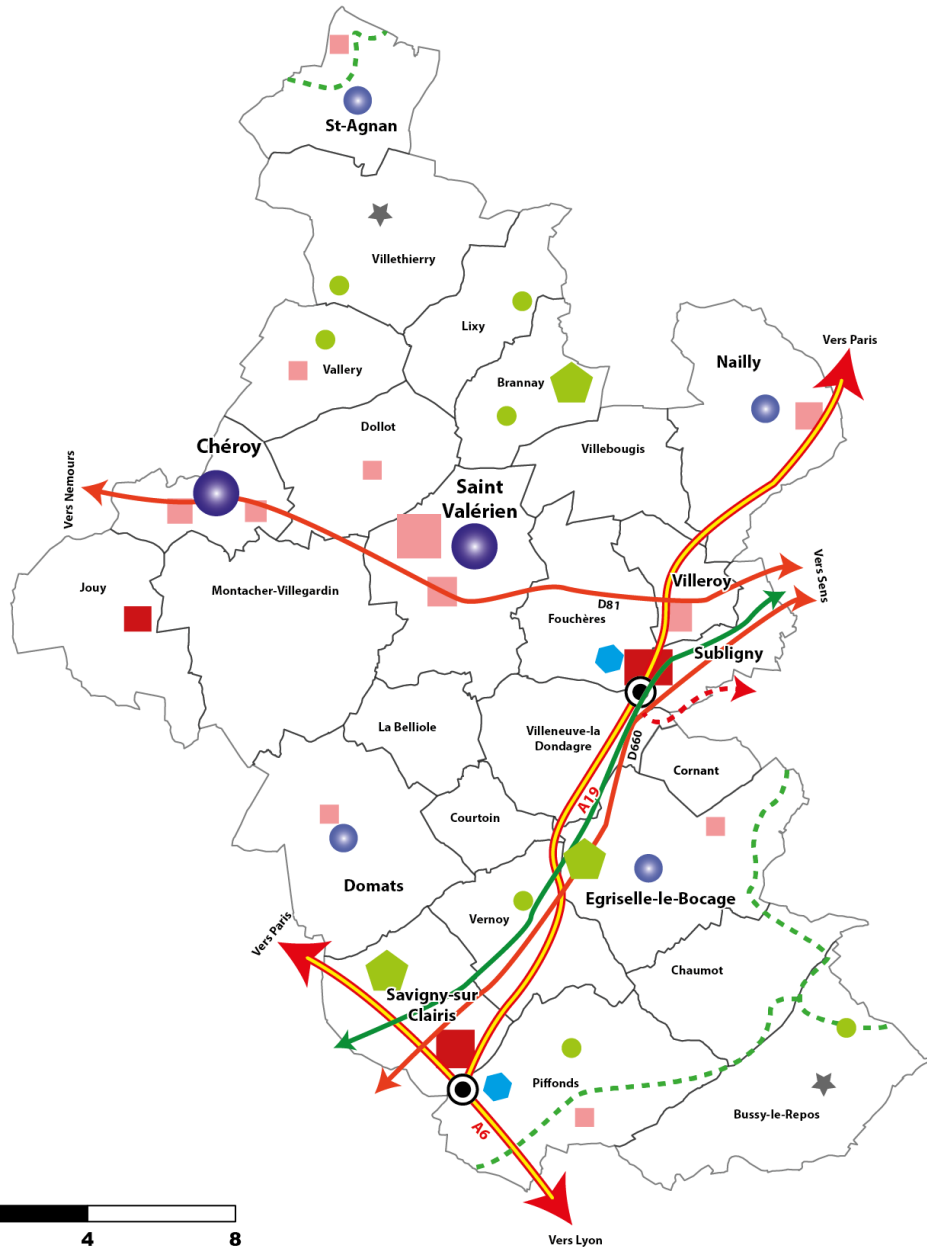 St-Agnan
Villethierry
Lixy
Vallery
Brannay
Nailly
Vers Paris
Dollot
Chéroy
Villebougis
Vers Nemours
Saint
Valérien
Vers Sens
Villeroy
Jouy
Montacher-Villegardin
D81
Fouchères
Subligny
La Belliole
Villeneuve-la
Dondagre
D660
Cornant
A19
Courtoin
Domats
Egriselle-le-Bocage
Vernoy
Vers Paris
Chaumot
Savigny-sur
Clairis
Piffonds
Bussy-le-Repos
A6
Vers Lyon
4
8